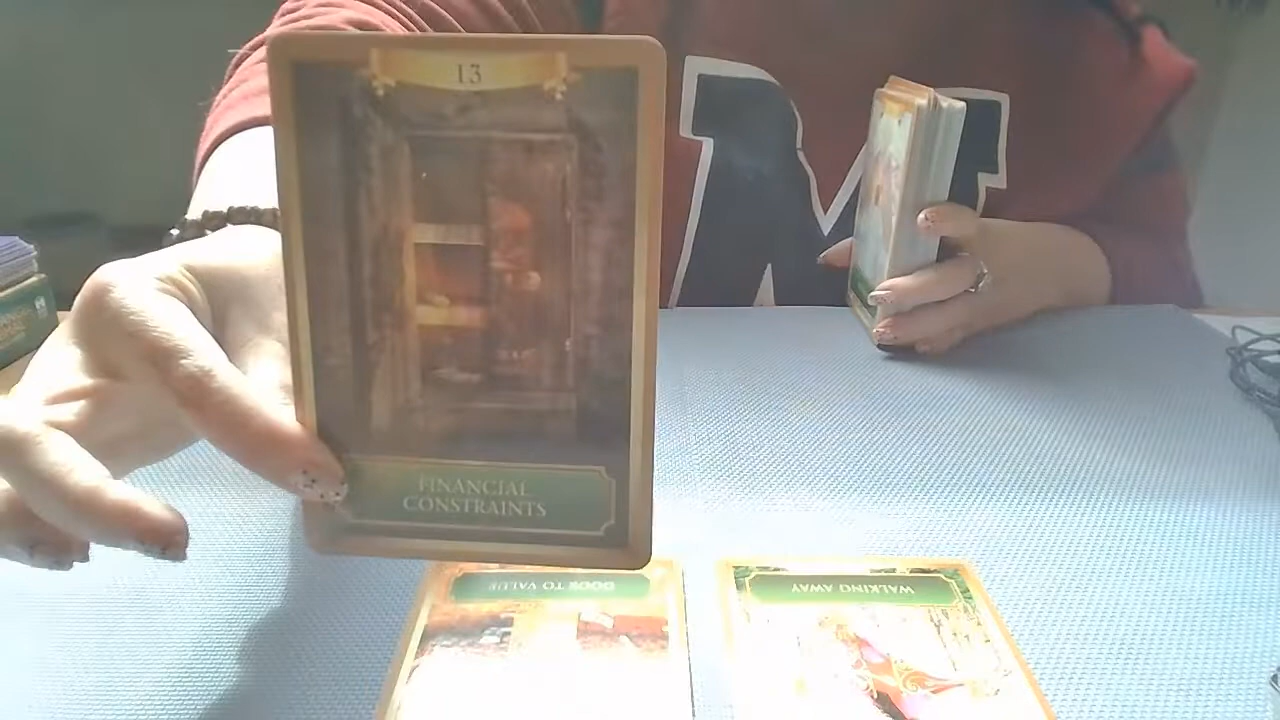 13
FINANCIAL
CONSTRAINTS
DOOR TO VALUE
WALKING AWAY
M